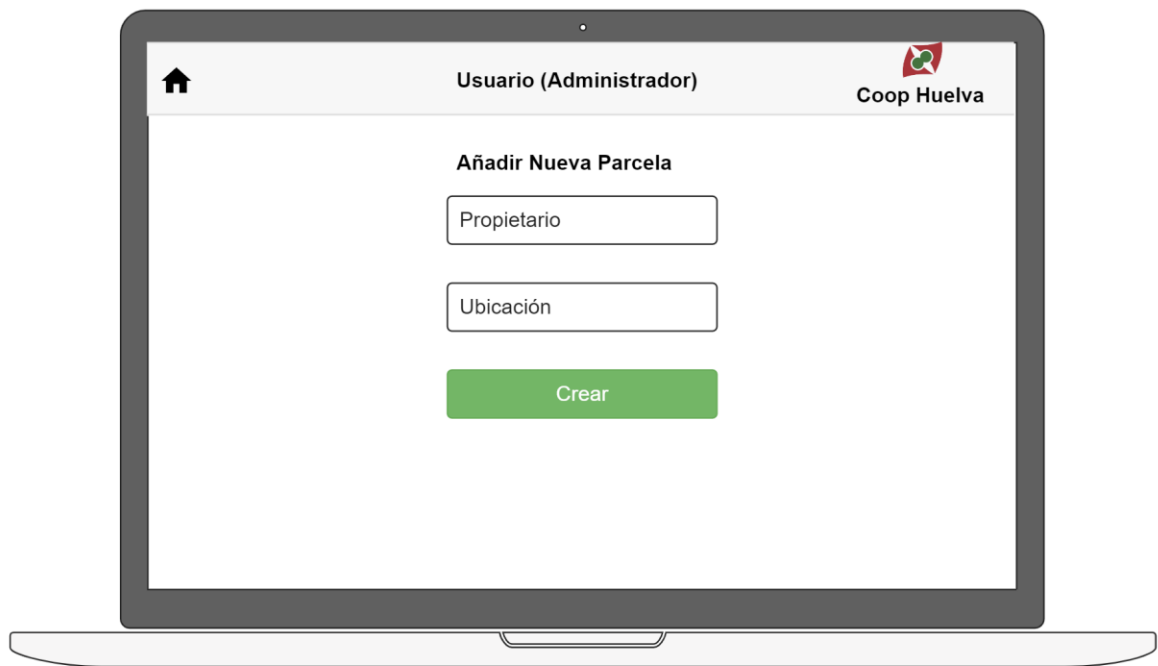 Usuario (Administrador)
Coop Huelva
Añadir Nueva Parcela
Propietario
Ubicación
Crear